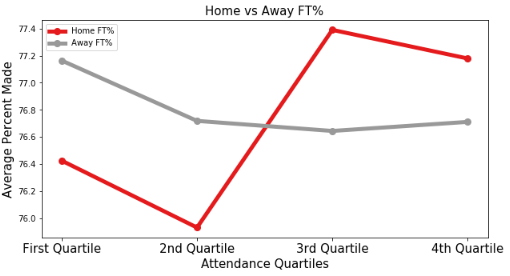 Home vs Away FT%
Home FT%
Away FT%
Average Percent Made
77.4
77.2
77.0
76.8
76.6
76.4
76.2
76.0
First Quartile 2nd Quartile 3rd Quartile 4th Quartile
Attendance Quartiles